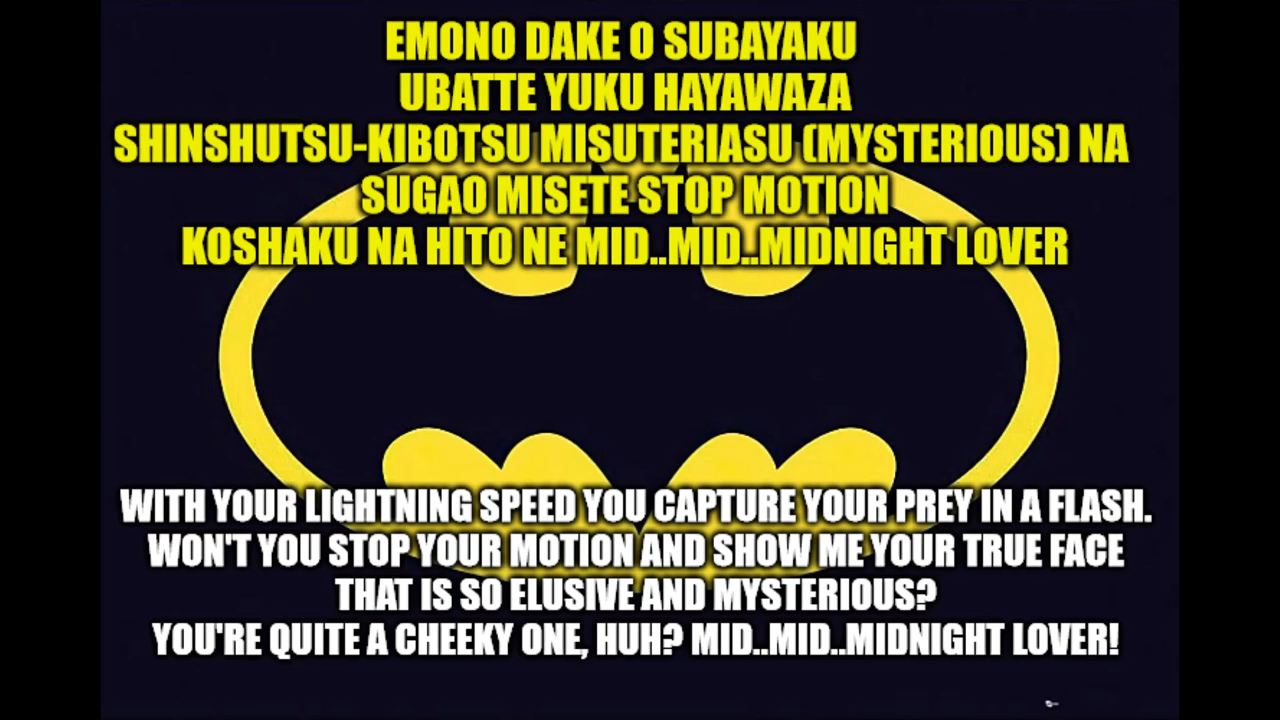 EMONO DAKE O SUBAYAKU
UBATTE YUKU HAYAWAZA
SHINSHUTSU-KIBOTSU MISUTERIASU (MYSTERIOUS) NA
SUGAO MISETE STOP MOTION
KOSHAKU NA HITO NE MID..MID..MIDNIGHT LOVER
WITH YOUR LIGHTNING SPEED YOU CAPTURE YOUR PREY IN A FLASH.
WON'T YOU STOP YOUR MOTION AND SHOW ME YOUR TRUE FACE
THAT IS SO ELUSIVE AND MYSTERIOUS?
YOU'RE QUITE A CHEEKY ONE, HUH? MID..MID..MIDNIGHT LOVER!